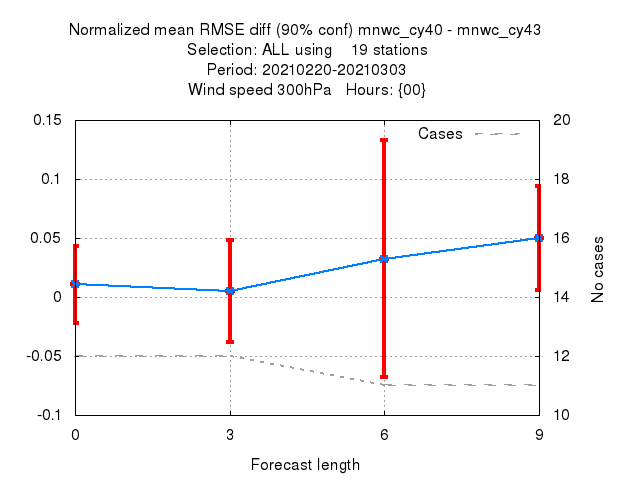 Normalized mean RMSE diff (90% conf) mnwc_cy40 - mnwc_cy43
Selection: ALL using    19 stations
Period: 20210220-20210303
Wind speed 300hPa   Hours: {00}
0.15
0.1
0.05
0
-0.05
-0.1
20
18
16
14
12
10
Cases
No cases
0
3
6
9
Forecast length